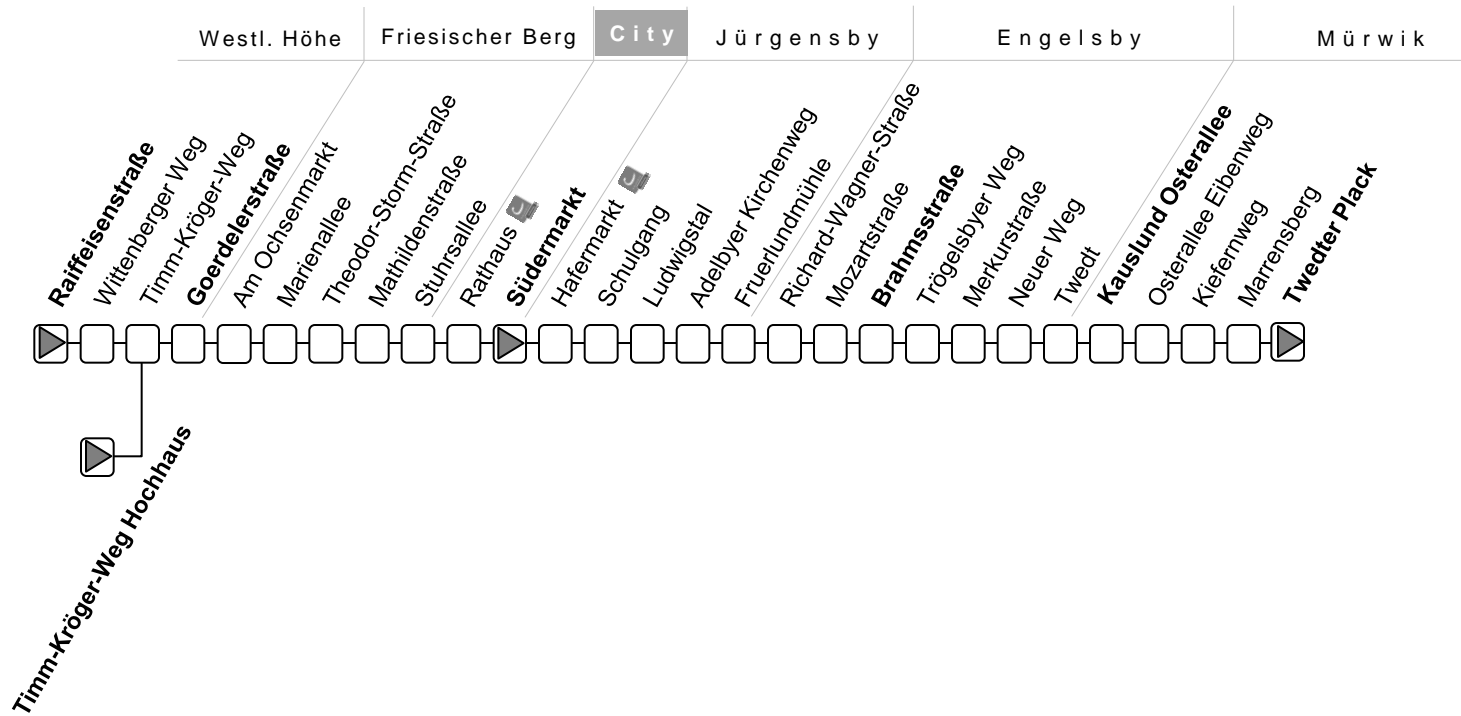 Westl. Höhe
Friesischer Berg
City
Jürgensby
Engelsby
Mürwik
Raiffeisenstraße
Wittenberger Weg
Timm-Kröger-Weg
Goerdelerstraße
Am Ochsenmarkt
Marienallee
Theodor-Storm-Straße
Mathildenstraße
Stuhrsallee
Rathaus
Südermarkt
Hafermarkt
Schulgang
Ludwigstal
Adelbyer Kirchenweg
Fruerlundmühle
Richard-Wagner-Straße
Mozartstraße
Brahmsstraße
Trögelsbyer Weg
Merkurstraße
Neuer Weg
Twedt
Kauslund Osterallee
Osterallee Eibenweg
Kiefernweg
Marrensberg
Twedter Plack
Timm-Kröger-Weg Hochhaus